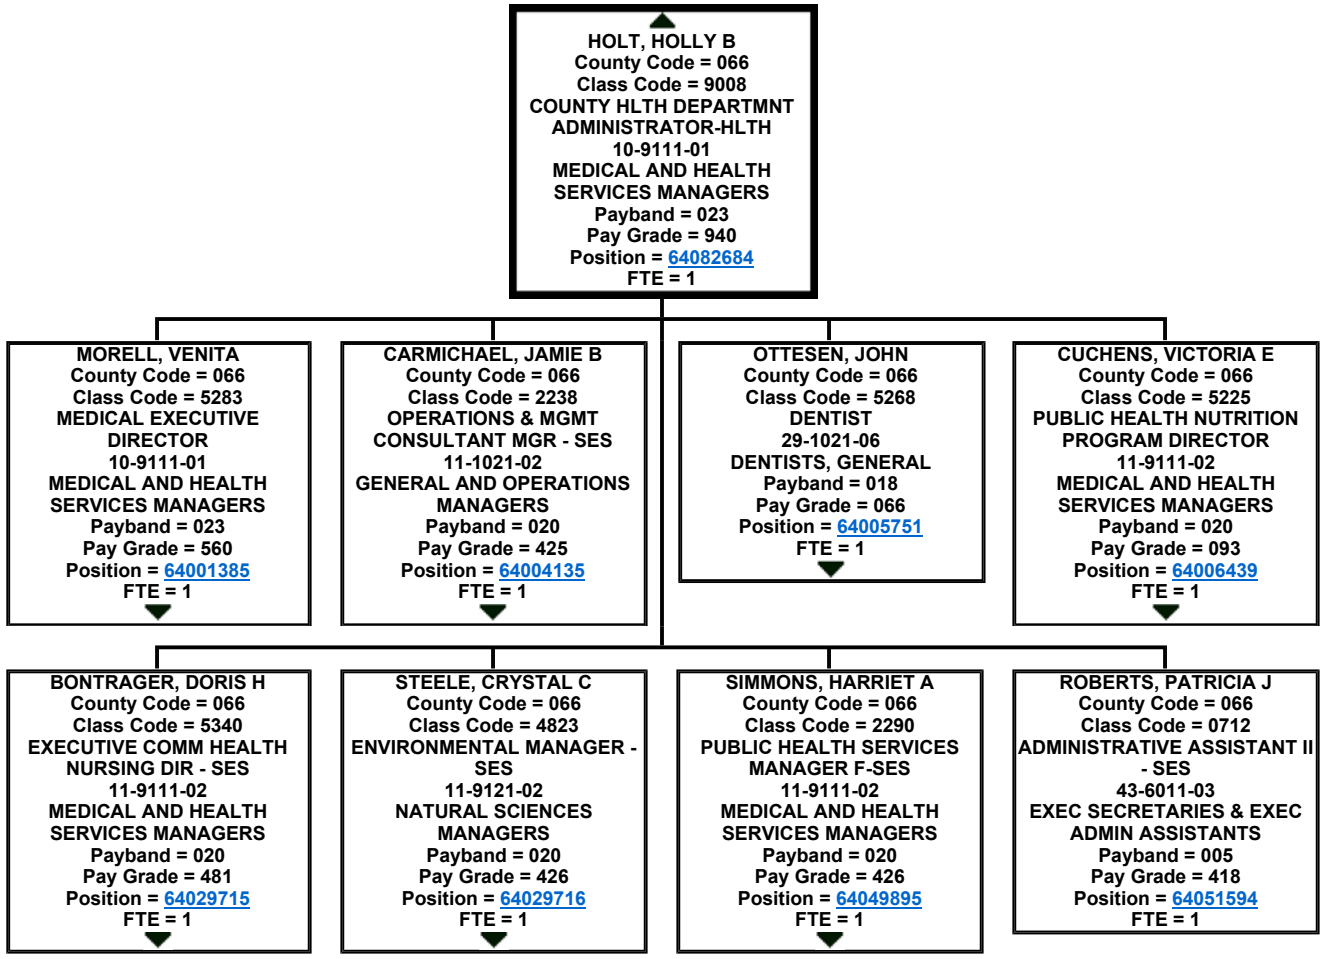 HOLT, HOLLY B
County Code = 066
Class Code = 9008
COUNTY HLTH DEPARTMNT
ADMINISTRATOR-HLTH
10-9111-01
MEDICAL AND HEALTH
SERVICES MANAGERS
Payband = 023
Pay Grade = 940
Position = 64082684
FTE = 1
MORELL, VENITA
County Code = 066
Class Code = 5283
MEDICAL EXECUTIVE
DIRECTOR
10-9111-01
MEDICAL AND HEALTH
SERVICES MANAGERS
Payband = 023
Pay Grade = 560
Position = 64001385
FTE = 1
CARMICHAEL, JAMIE B
County Code = 066
Class Code = 2238
OPERATIONS & MGMT
CONSULTANT MGR - SES
11-1021-02
GENERAL AND OPERATIONS
MANAGERS
Payband = 020
Pay Grade = 425
Position = 64004135
FTE = 1
OTTESEN, JOHN
County Code = 066
Class Code = 5268
DENTIST
29-1021-06
DENTISTS, GENERAL
Payband = 018
Pay Grade = 066
Position = 64005751
FTE = 1
CUCHENS, VICTORIA E
County Code = 066
Class Code = 5225
PUBLIC HEALTH NUTRITION
PROGRAM DIRECTOR
11-9111-02
MEDICAL AND HEALTH
SERVICES MANAGERS
Payband = 020
Pay Grade = 093
Position = 64006439
FTE = 1
BONTRAGER, DORIS H
County Code = 066
Class Code = 5340
EXECUTIVE COMM HEALTH
NURSING DIR - SES
11-9111-02
MEDICAL AND HEALTH
SERVICES MANAGERS
Payband = 020
Pay Grade = 481
Position = 64029715
FTE = 1
STEELE, CRYSTAL C
County Code = 066
Class Code = 4823
ENVIRONMENTAL MANAGER -
SES
11-9121-02
NATURAL SCIENCES
MANAGERS
Payband = 020
Pay Grade = 426
Position = 64029716
FTE = 1
SIMMONS, HARRIET A
County Code = 066
Class Code = 2290
PUBLIC HEALTH SERVICES
MANAGER F-SES
11-9111-02
MEDICAL AND HEALTH
SERVICES MANAGERS
Payband = 020
Pay Grade = 426
Position = 64049895
FTE = 1
ROBERTS, PATRICIA J
County Code = 066
Class Code = 0712
ADMINISTRATIVE ASSISTANT II
- SES
43-6011-03
EXEC SECRETARIES & EXEC
ADMIN ASSISTANTS
Payband = 005
Pay Grade = 418
Position = 64051594
FTE = 1